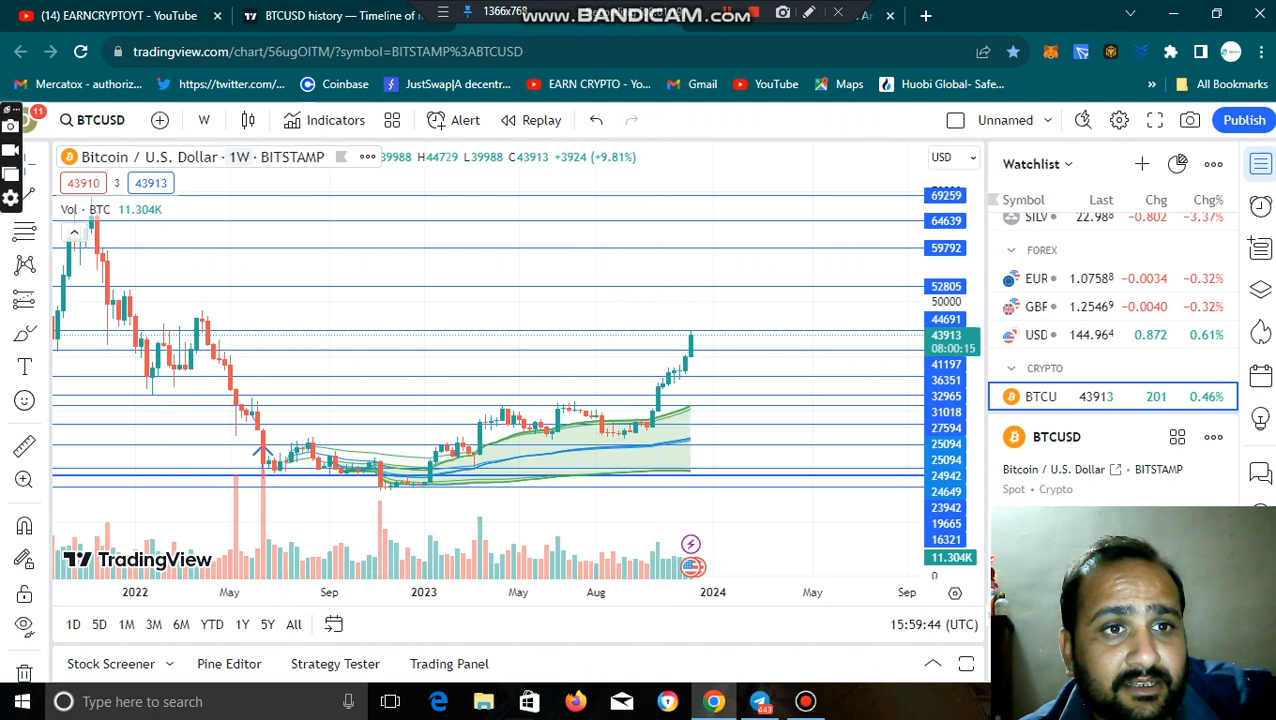 (14) EARNCRYPTOYT - YouTube
BTCUSD history — Timeline of
1366x768
www.BANDICAM.com
tradingview.com/chart/56ugOITM/?symbol=BITSTAMP%3ABTCUSD
Mercatox - authoriz...
https://twitter.com/...
Coinbase
JustSwap|A decentr...
EARN CRYPTO - Yo...
Gmail
YouTube
Maps
Huobi Global- Safe...
»
All Bookmarks
11
BTCUSD
W
Indicators
Alert
Replay
Unnamed
Publish
Bitcoin / U.S. Dollar · 1W · BITSTAMP
39988 H44729 L39988 C43913 +3924 (+9.81%)
USD
43910
3
43913
Vol · BTC 11.304K
69259
64639
59792
52805
50000
44691
43913
08:00:15
41197
36351
32965
31018
27594
25094
25094
24942
24649
23942
19665
16321
11.304K
0
TradingView
2022
May
Sep
2023
May
Aug
2024
May
Sep
1D
5D
1M
3M
6M
YTD
1Y
5Y
All
15:59:44 (UTC)
Stock Screener
Pine Editor
Strategy Tester
Trading Panel
Watchlist
Symbol
Last
Chg
Chg%
SILV
22.988
-0.802
-3.37%
FOREX
EUR
1.07588
-0.0034
-0.32%
GBP
1.25469
-0.0040
-0.32%
USD
144.964
0.872
0.61%
CRYPTO
BTCU
43913
201
0.46%
BTCUSD
Bitcoin / U.S. Dollar
BITSTAMP
Spot • Crypto
Type here to search
443